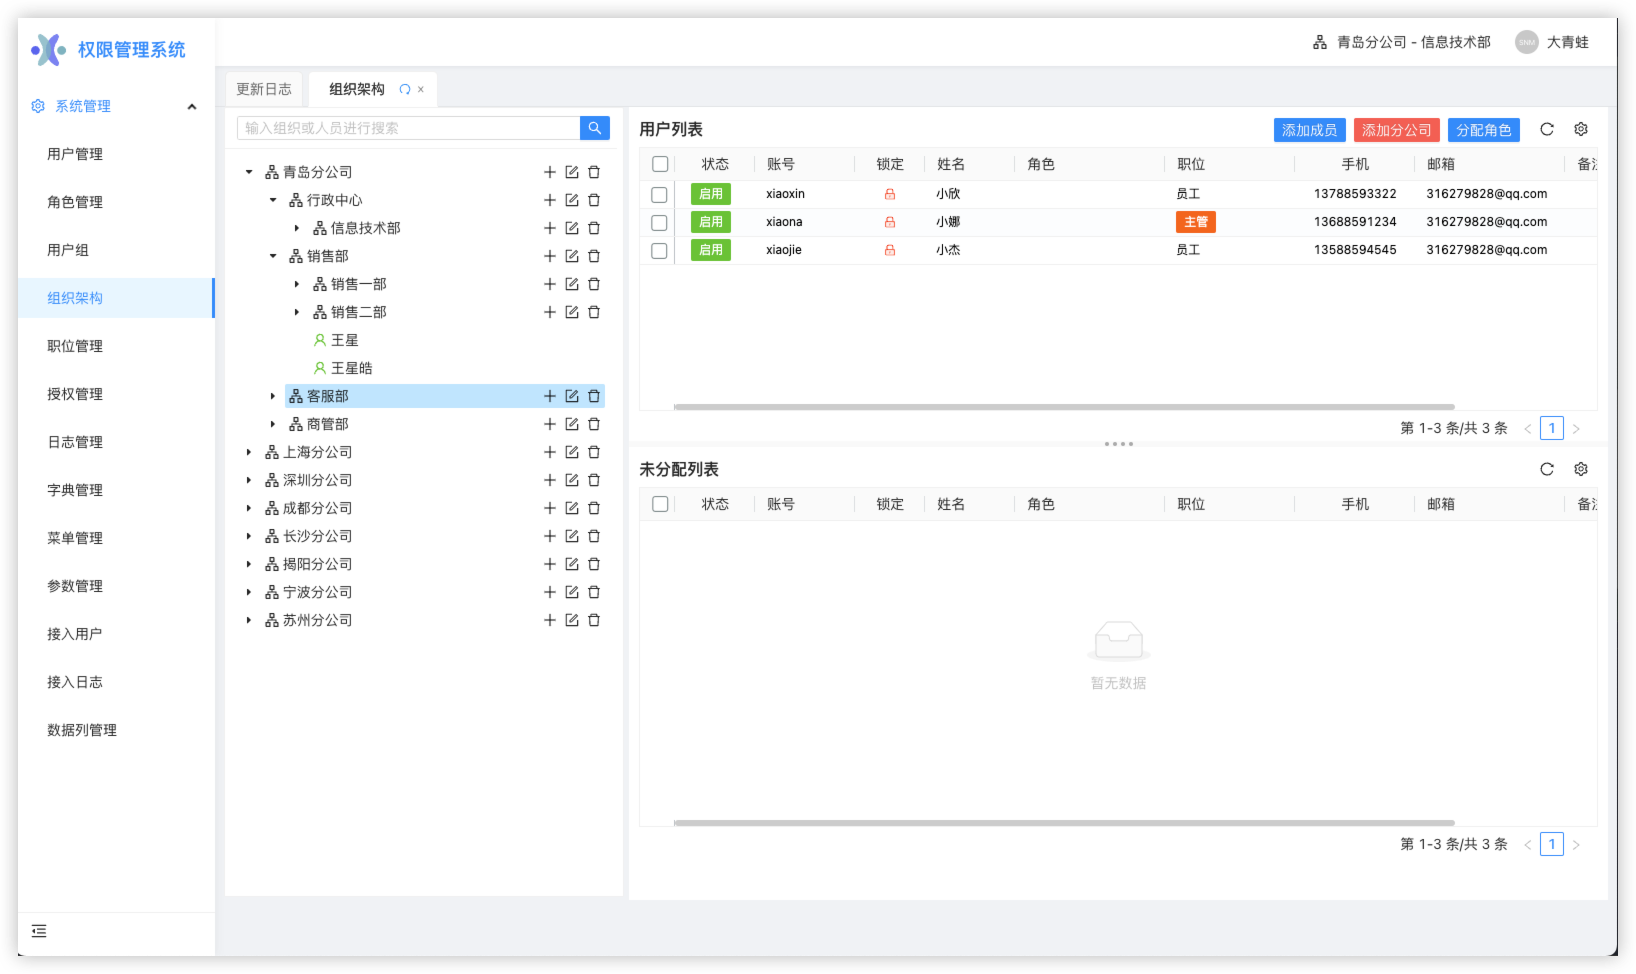 权限管理系统
青岛分公司 - 信息技术部
SNM
大青蛙
系统管理
用户管理
角色管理
用户组
组织架构
职位管理
授权管理
日志管理
字典管理
菜单管理
参数管理
接入用户
接入日志
数据列管理
更新日志
组织架构
输入组织或人员进行搜索
青岛分公司
行政中心
信息技术部
销售部
销售一部
销售二部
王星
王星皓
客服部
商管部
上海分公司
深圳分公司
成都分公司
长沙分公司
揭阳分公司
宁波分公司
苏州分公司
用户列表
添加成员 添加分公司 分配角色
状态 账号 锁定 姓名 角色 职位 手机 邮箱 备注
启用 xiaoxin 小欣 员工 13788593322 316279828@qq.com
启用 xiaona 小娜 主管 13688591234 316279828@qq.com
启用 xiaojie 小杰 员工 13588594545 316279828@qq.com
第 1-3 条/共 3 条 < 1 >
未分配列表
状态 账号 锁定 姓名 角色 职位 手机 邮箱 备注
暂无数据
第 1-3 条/共 3 条 < 1 >